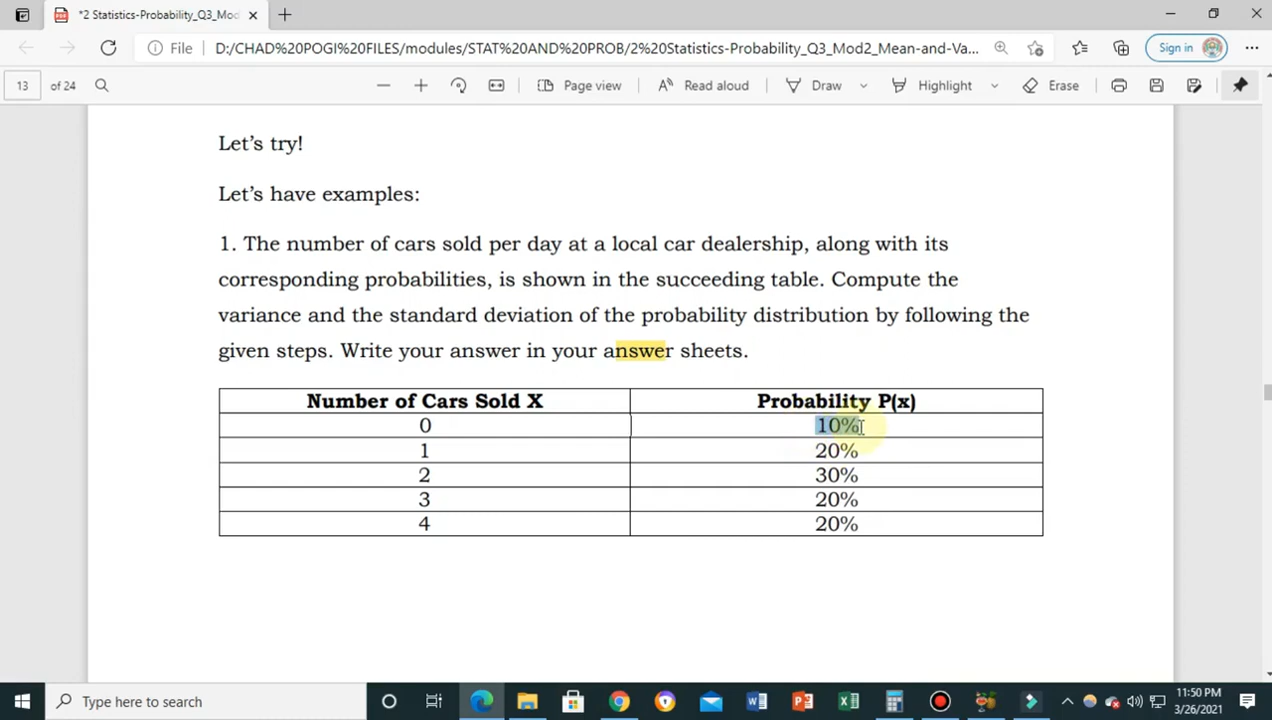 *2 Statistics-Probability_Q3_Mod
File
D:/CHAD%20POGI%20FILES/modules/STAT%20AND%20PROB/2%20Statistics-Probability_Q3_Mod2_Mean-and-Va...
Sign in
13 of 24
Page view
Read aloud
Draw
Highlight
Erase
Let's try!
Let's have examples:
1. The number of cars sold per day at a local car dealership, along with its
corresponding probabilities, is shown in the succeeding table. Compute the
variance and the standard deviation of the probability distribution by following the
given steps. Write your answer in your answer sheets.
Number of Cars Sold X Probability P(x)
0 10%
1 20%
2 30%
3 20%
4 20%
Type here to search
11:50 PM
3/26/2021